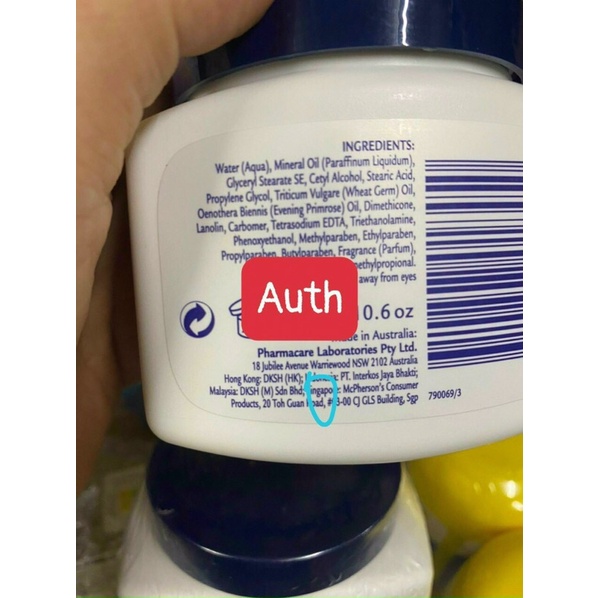 INGREDIENTS:
Water (Aqua), Mineral Oil (Paraffinum Liquidum),
Glyceryl Stearate SE, Cetyl Alcohol, Stearic Acid,
Propylene Glycol, Triticum Vulgare (Wheat Germ) Oil,
Oenothera Biennis (Evening Primrose) Oil, Dimethicone,
Lanolin, Carbomer, Tetrasodium EDTA, Triethanolamine,
Phenoxyethanol, Methylparaben, Ethylparaben,
Propylparaben, Butylparaben, Fragrance (Parfum),
away from eyes
Auth
0.6 oz
in Australia:
Pharmacare Laboratories Pty Ltd.
18 Jubilee Avenue Warriewood NSW 2102 Australia
Hong Kong: DKSH (HK); PT. Interkos Jaya Bhakti;
Malaysia: DKSH (M) Sdn Bhd; Singapore: McPherson's Consumer
Products, 20 Toh Guan Road, CJ GLS Building, Sgp
790069/3